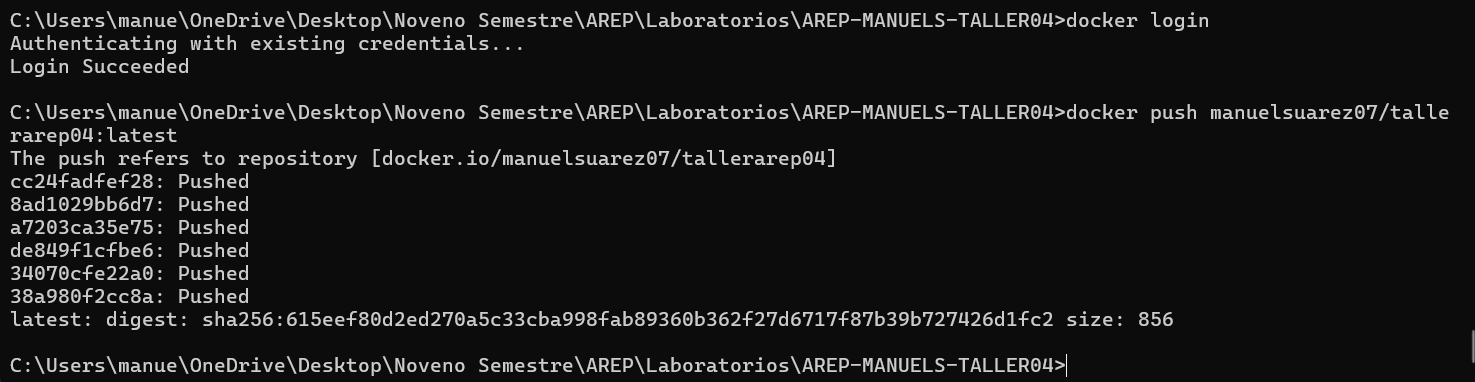 C:\Users\manue\OneDrive\Desktop\Noveno Semestre\AREP\Laboratorios\AREP-MANUELS-TALLER04>docker login
Authenticating with existing credentials...
Login Succeeded
C:\Users\manue\OneDrive\Desktop\Noveno Semestre\AREP\Laboratorios\AREP-MANUELS-TALLER04>docker push manuelsuarez07/talle
rarep04:latest
The push refers to repository [docker.io/manuelsuarez07/tallerarep04]
cc24fadfef28: Pushed
8ad1029bb6d7: Pushed
a7203ca35e75: Pushed
de849f1cfbe6: Pushed
34070cfe22a0: Pushed
38a980f2cc8a: Pushed
latest: digest: sha256:615eef80d2ed270a5c33cba998fab89360b362f27d6717f87b39b727426d1fc2 size: 856
C:\Users\manue\OneDrive\Desktop\Noveno Semestre\AREP\Laboratorios\AREP-MANUELS-TALLER04>